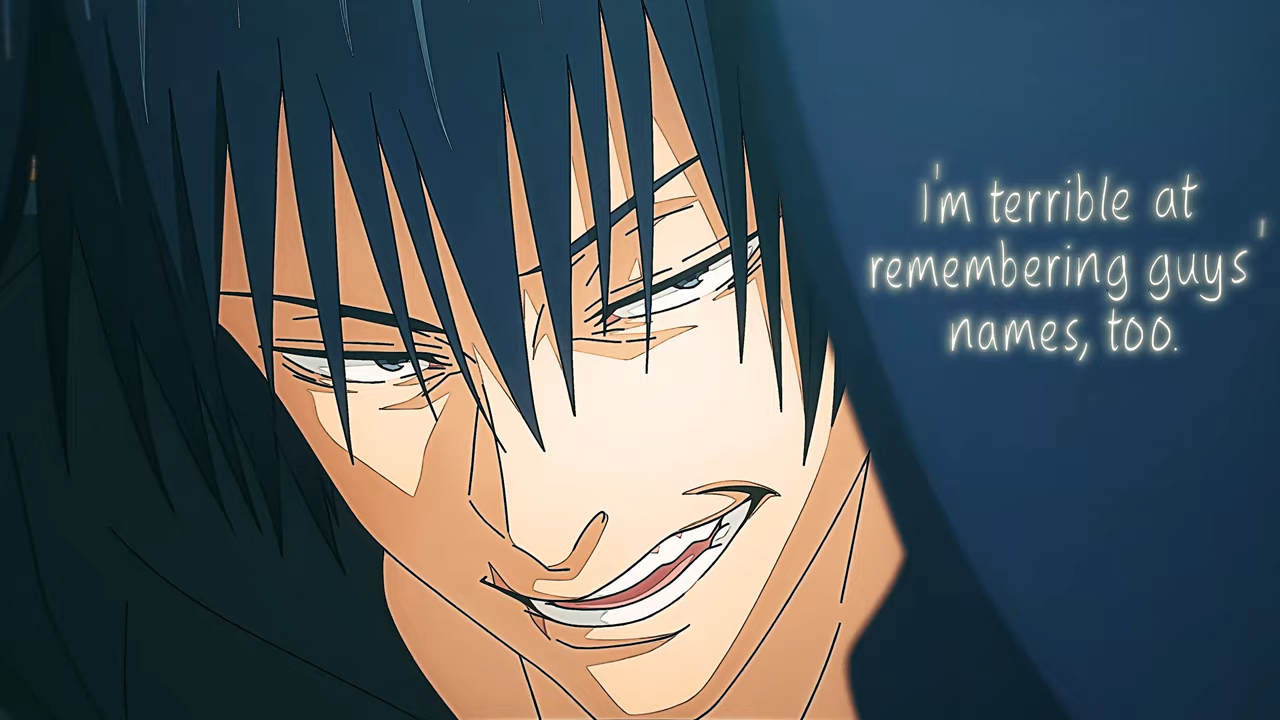 I'm terrible at
remembering guys'
names, too.